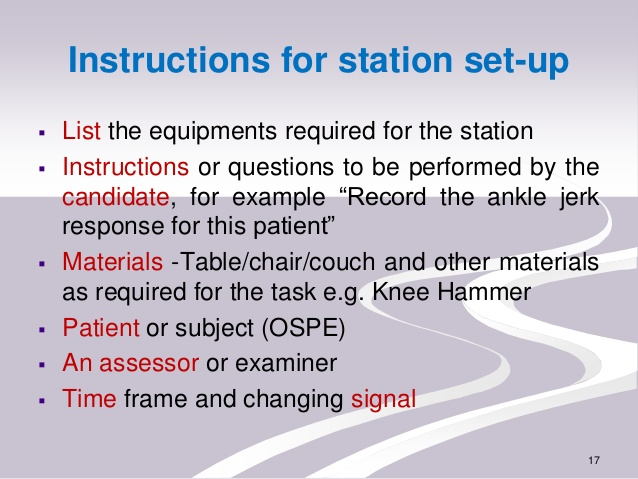 Instructions for station set-up
▪ List the equipments required for the station
▪ Instructions or questions to be performed by the
candidate, for example “Record the ankle jerk
response for this patient”
▪ Materials -Table/chair/couch and other materials
as required for the task e.g. Knee Hammer
▪ Patient or subject (OSPE)
▪ An assessor or examiner
▪ Time frame and changing signal
17